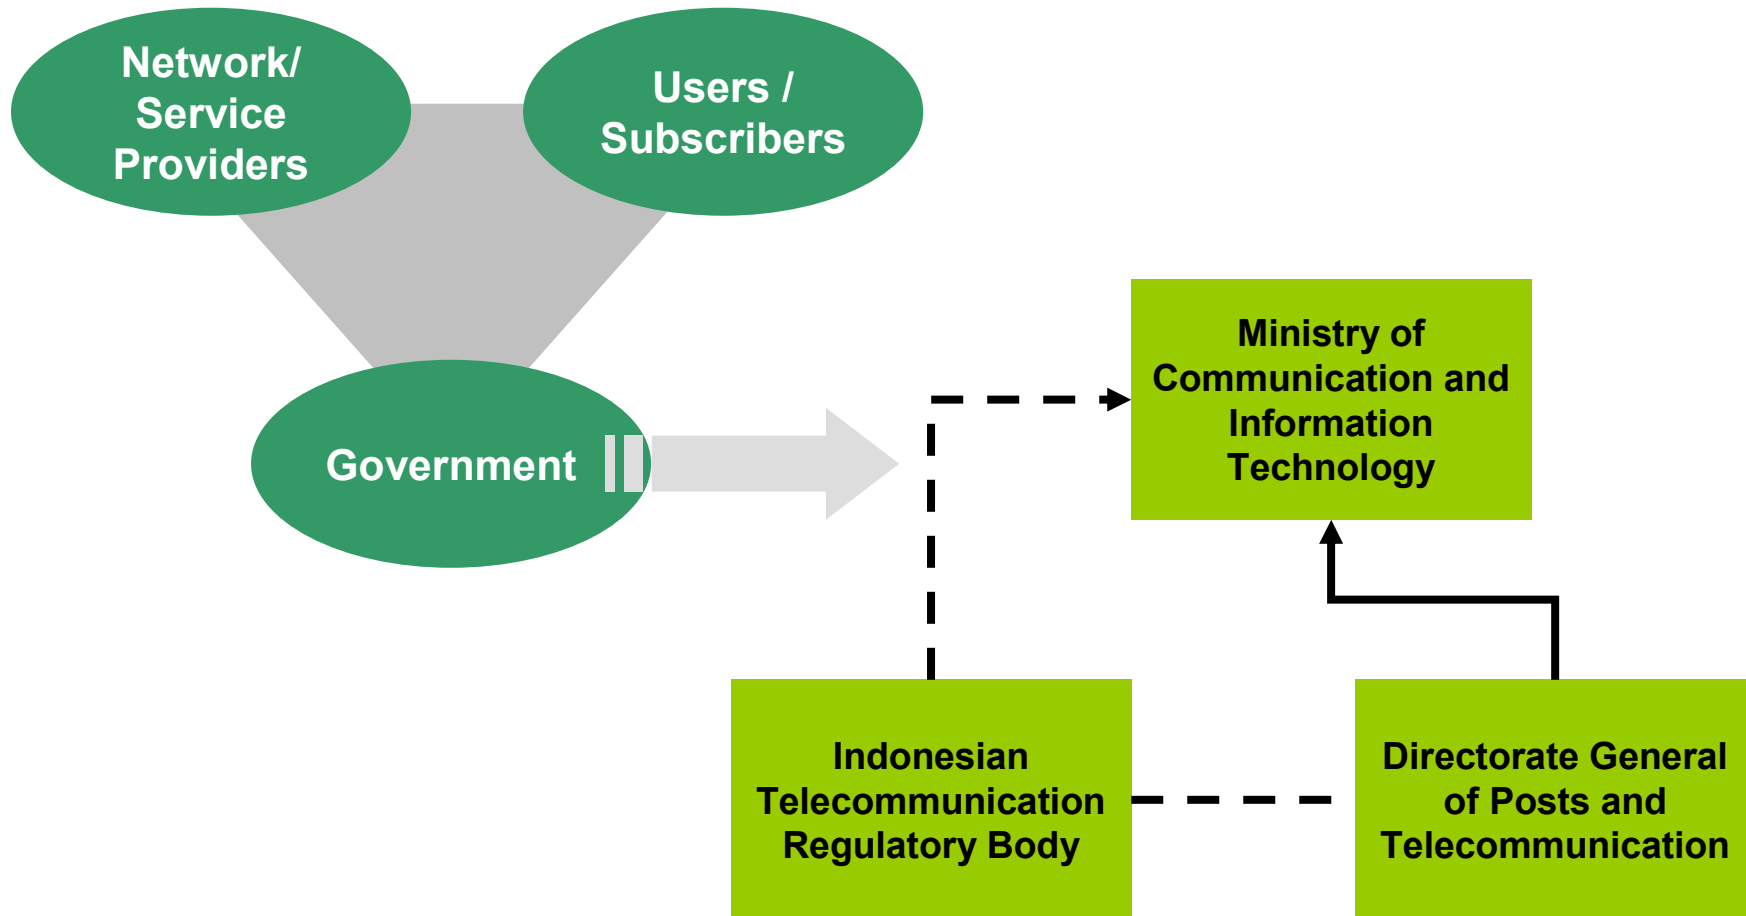 Network/
Service
Providers
Users /
Subscribers
Government
Ministry of
Communication and
Information
Technology
Indonesian
Telecommunication
Regulatory Body
Directorate General
of Posts and
Telecommunication